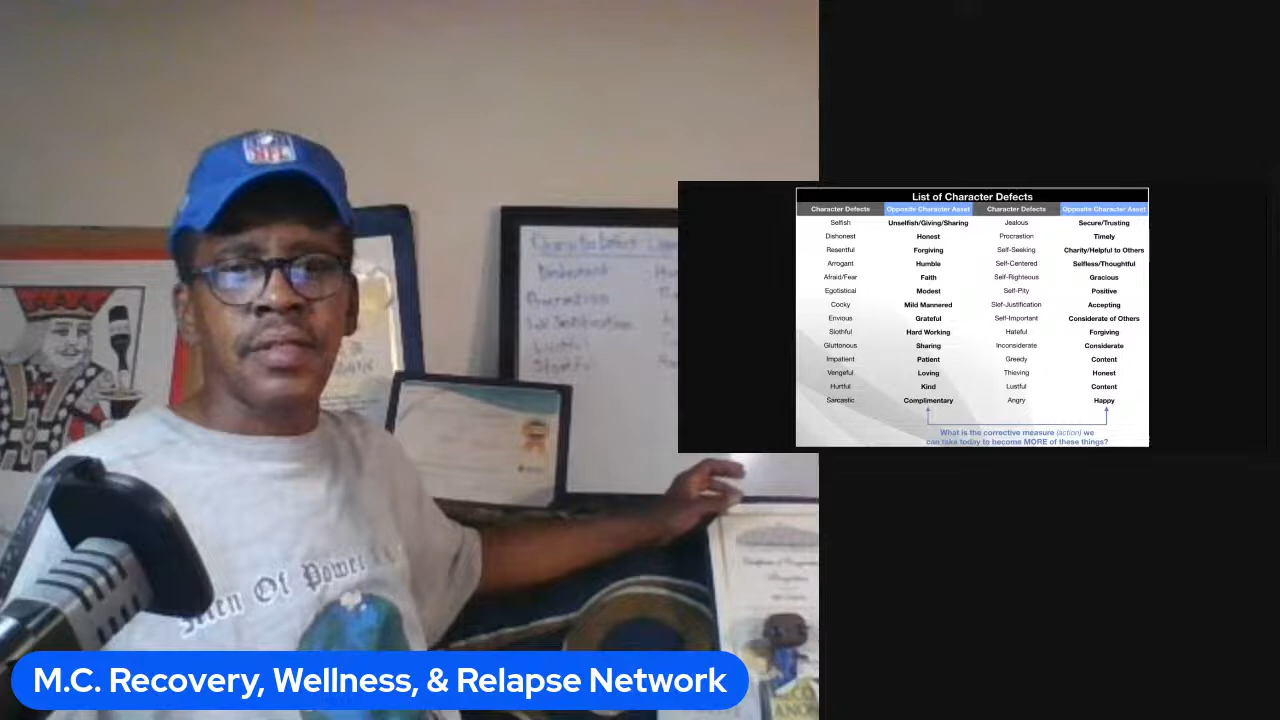 NFL
Men Of Power
M.C. Recovery, Wellness, & Relapse Network
List of Character Defects
Character Defects Opposite Character Asset Character Defects Opposite Character Asset
Selfish Unselfish/Giving/Sharing Jealous Secure/Trusting
Dishonest Honest Procrastion Timely
Resentful Forgiving Self-Seeking Charity/Helpful to Others
Arrogant Humble Self-Centered Selfless/Thoughtful
Afraid/Fear Faith Self-Righteous Gracious
Egotistical Modest Self-Pity Positive
Cocky Mild Mannered Slef-Justification Accepting
Envious Grateful Self-Important Considerate of Others
Slothful Hard Working Hateful Forgiving
Gluttonous Sharing Inconsiderate Considerate
Impatient Patient Greedy Content
Vengeful Loving Thieving Honest
Hurtful Kind Lustful Content
Sarcastic Complimentary Angry Happy
What is the corrective measure (action) we
can take today to become MORE of these things?